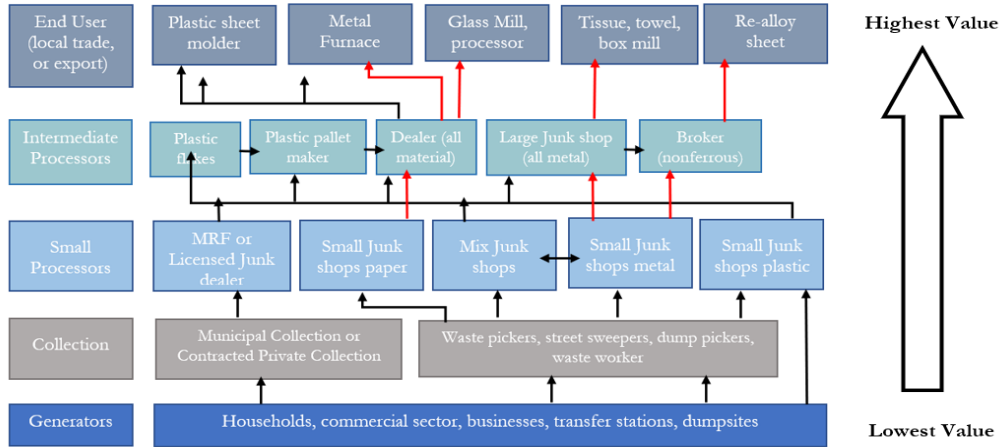 End User
(local trade,
or export)
Plastic sheet
molder
Metal
Furnace
Glass Mill,
processor
Tissue, towel,
box mill
Re-alloy
sheet
Highest Value
Intermediate
Processors
Plastic
flakes
Plastic pallet
maker
Dealer (all
material)
Large Junk shop
(all metal)
Broker
(nonferrous)
Small
Processors
MRF or
Licensed Junk
dealer
Small Junk
shops paper
Mix Junk
shops
Small Junk
shops metal
Small Junk
shops plastic
Collection
Municipal Collection or
Contracted Private Collection
Waste pickers, street sweepers, dump pickers,
waste worker
Generators
Households, commercial sector, businesses, transfer stations, dumpsites
Lowest Value